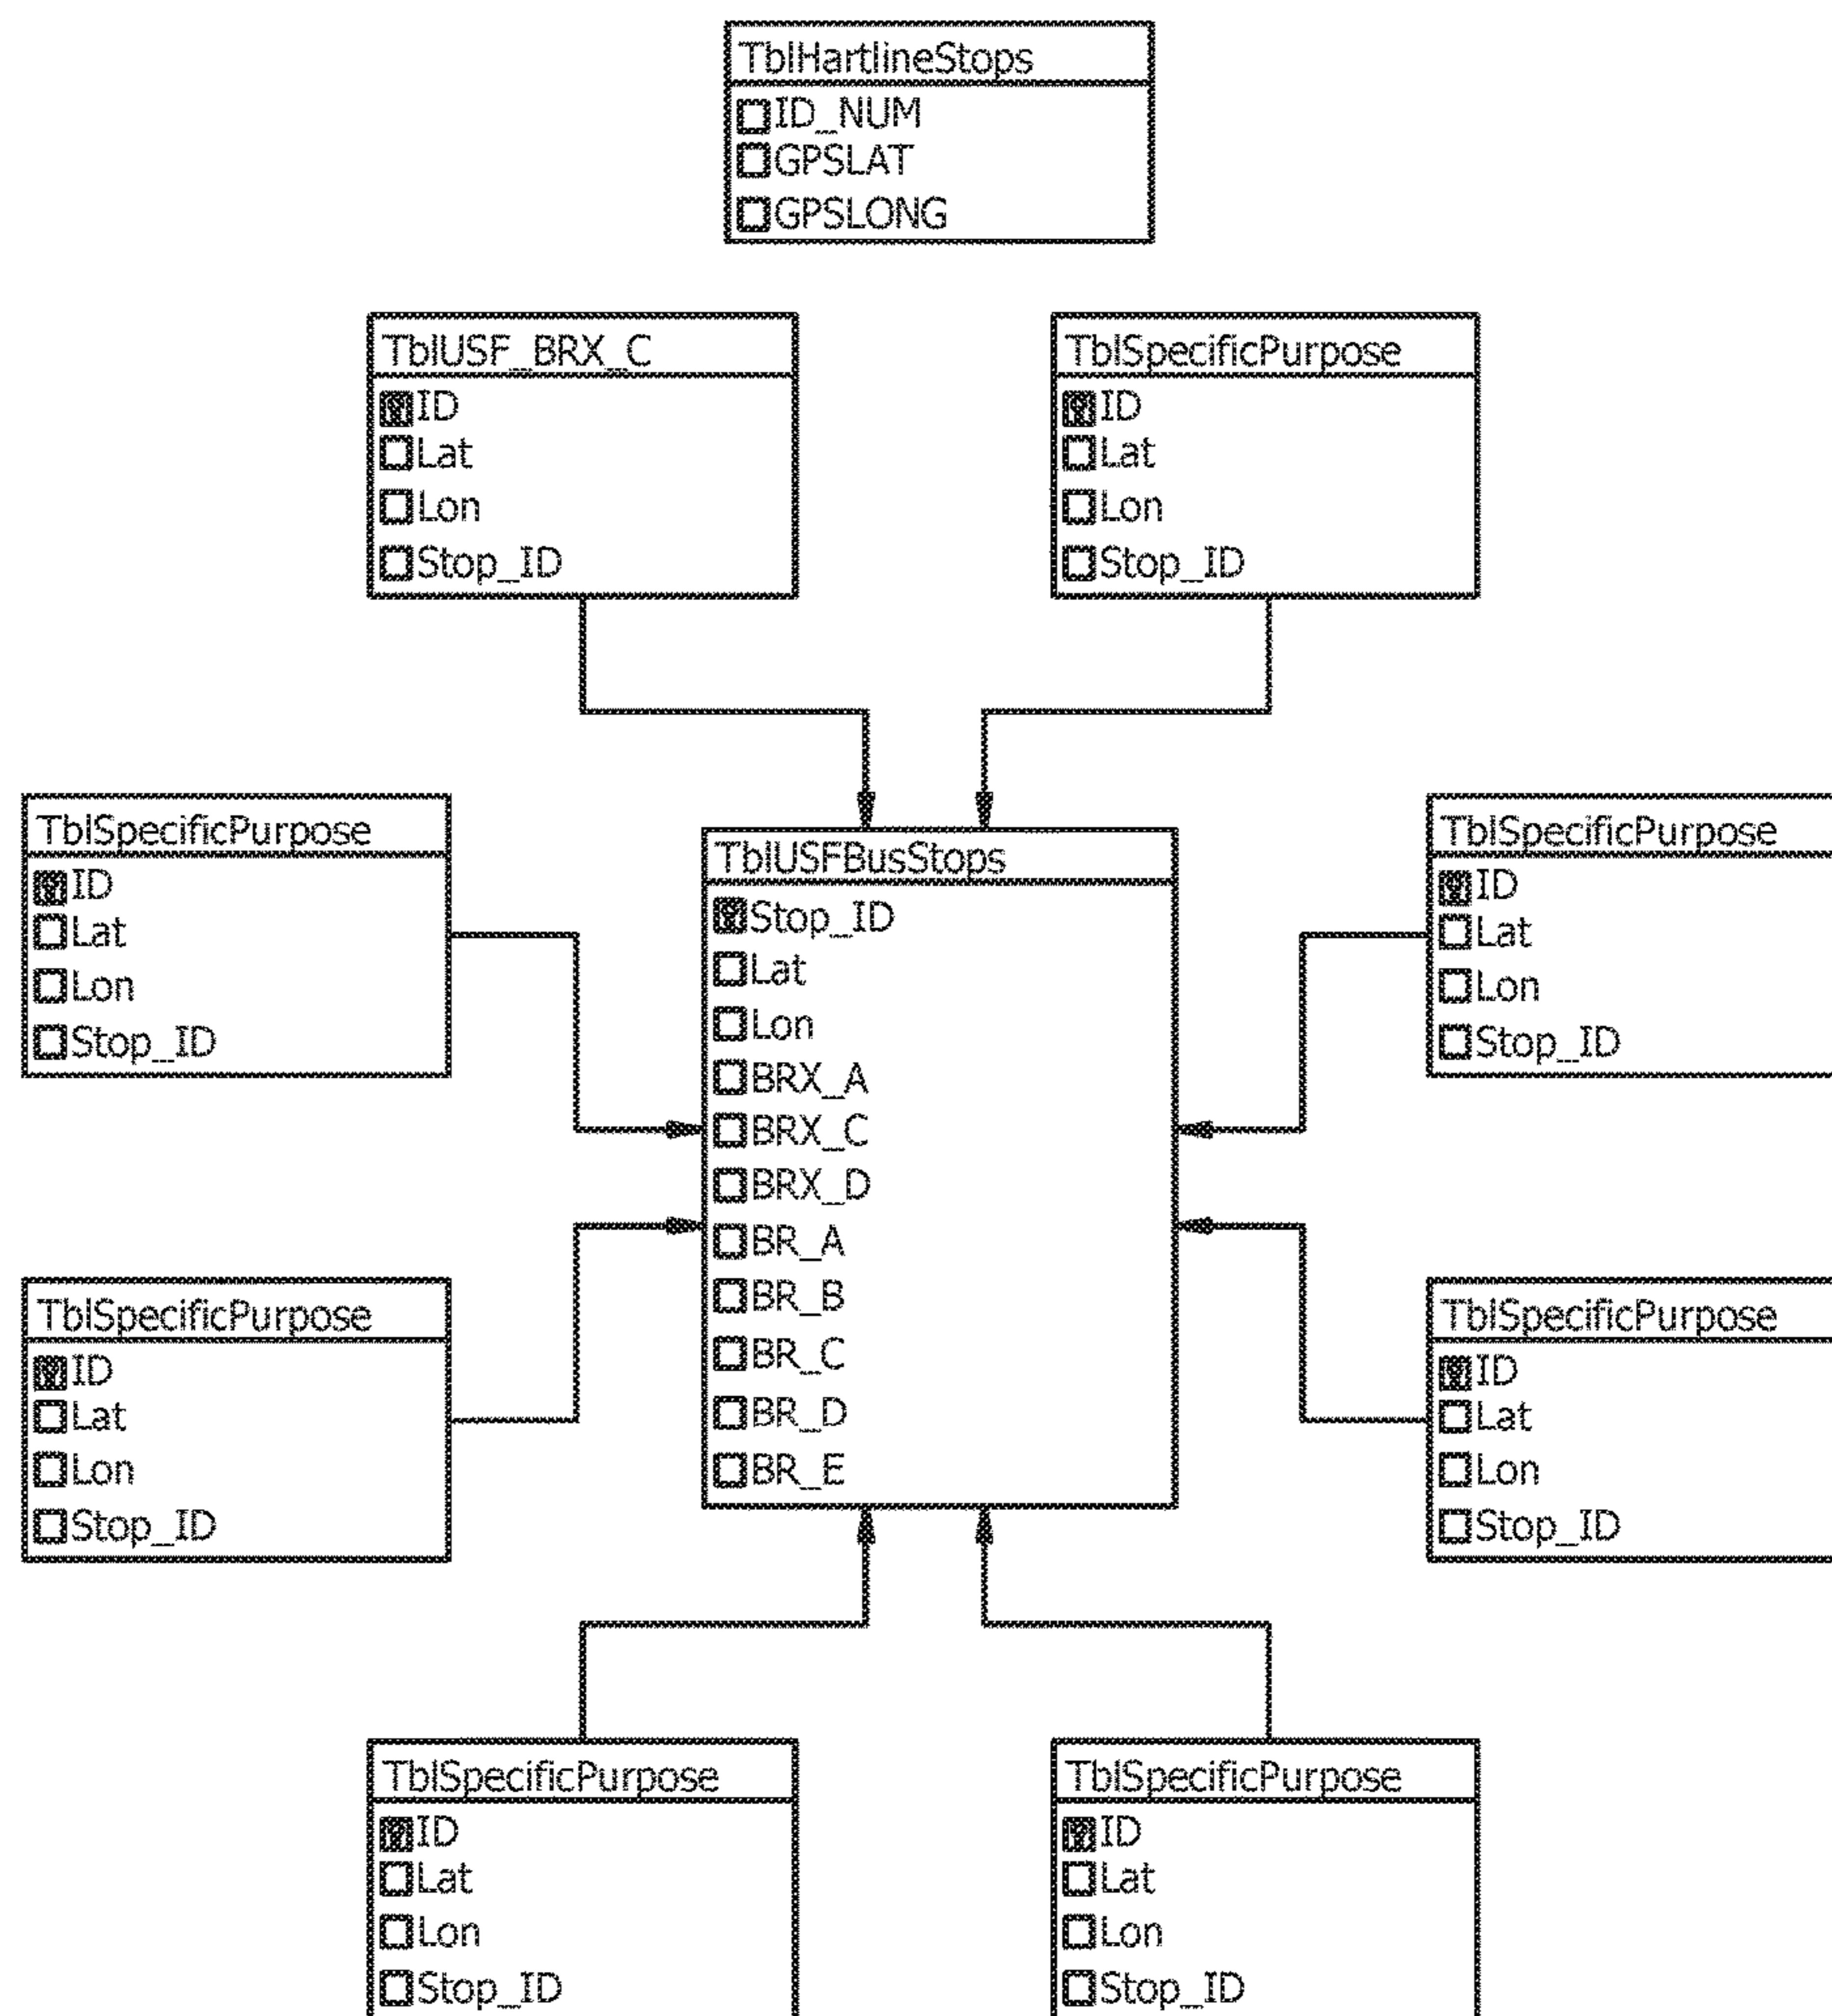 TblHartlineStops
ID_NUM
GPSLAT
GPSLONG
TblUSF_BRX_C
ID
Lat
Lon
Stop_ID
TblSpecificPurpose
ID
Lat
Lon
Stop_ID
TblSpecificPurpose
ID
Lat
Lon
Stop_ID
TblUSFBusStops
Stop_ID
Lat
Lon
BRX_A
BRX_C
BRX_D
BR_A
BR_B
BR_C
BR_D
BR_E
TblSpecificPurpose
ID
Lat
Lon
Stop_ID
TblSpecificPurpose
ID
Lat
Lon
Stop_ID
TblSpecificPurpose
ID
Lat
Lon
Stop_ID
TblSpecificPurpose
ID
Lat
Lon
Stop_ID
TblSpecificPurpose
ID
Lat
Lon
Stop_ID